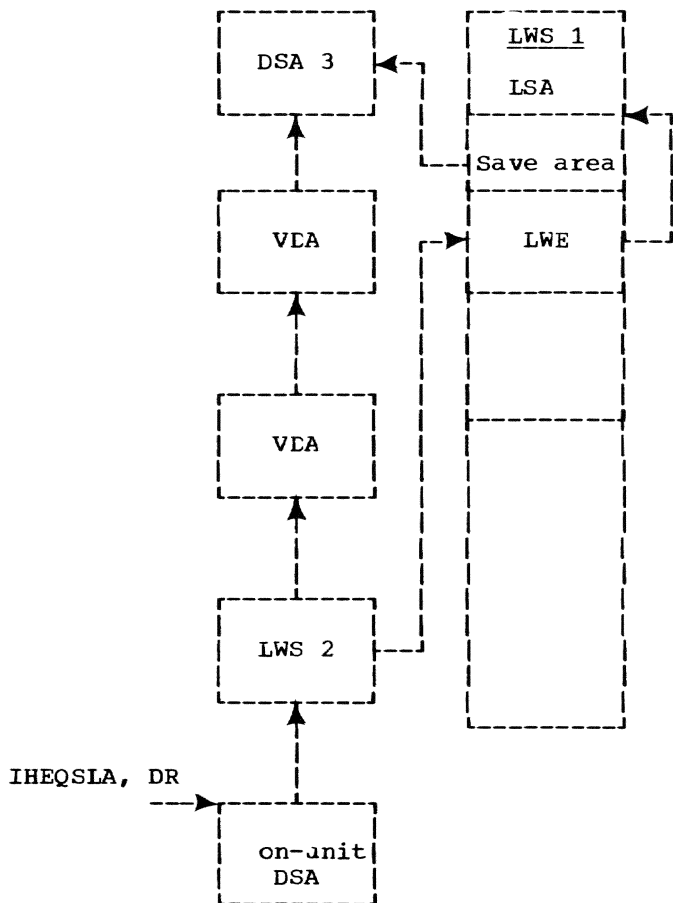 DSA 3
LWS 1
LSA
Save area
VDA
LWE
VDA
LWS 2
IHEQSLA, DR
on-unit
DSA